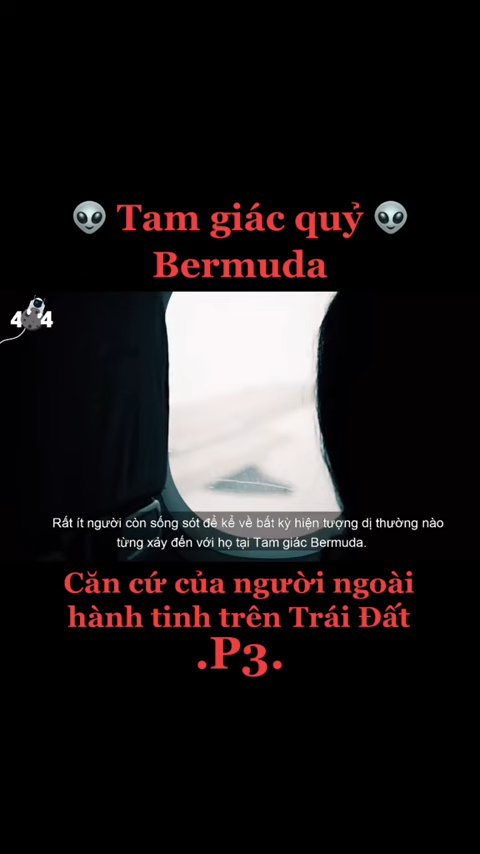 👽 Tam giác quỷ 👽
Bermuda
4 4
Rất ít người còn sống sót để kể về bất kỳ hiện tượng dị thường nào
từng xảy đến với họ tại Tam giác Bermuda.
Căn cứ của người ngoài
hành tinh trên Trái Đất
.P3.